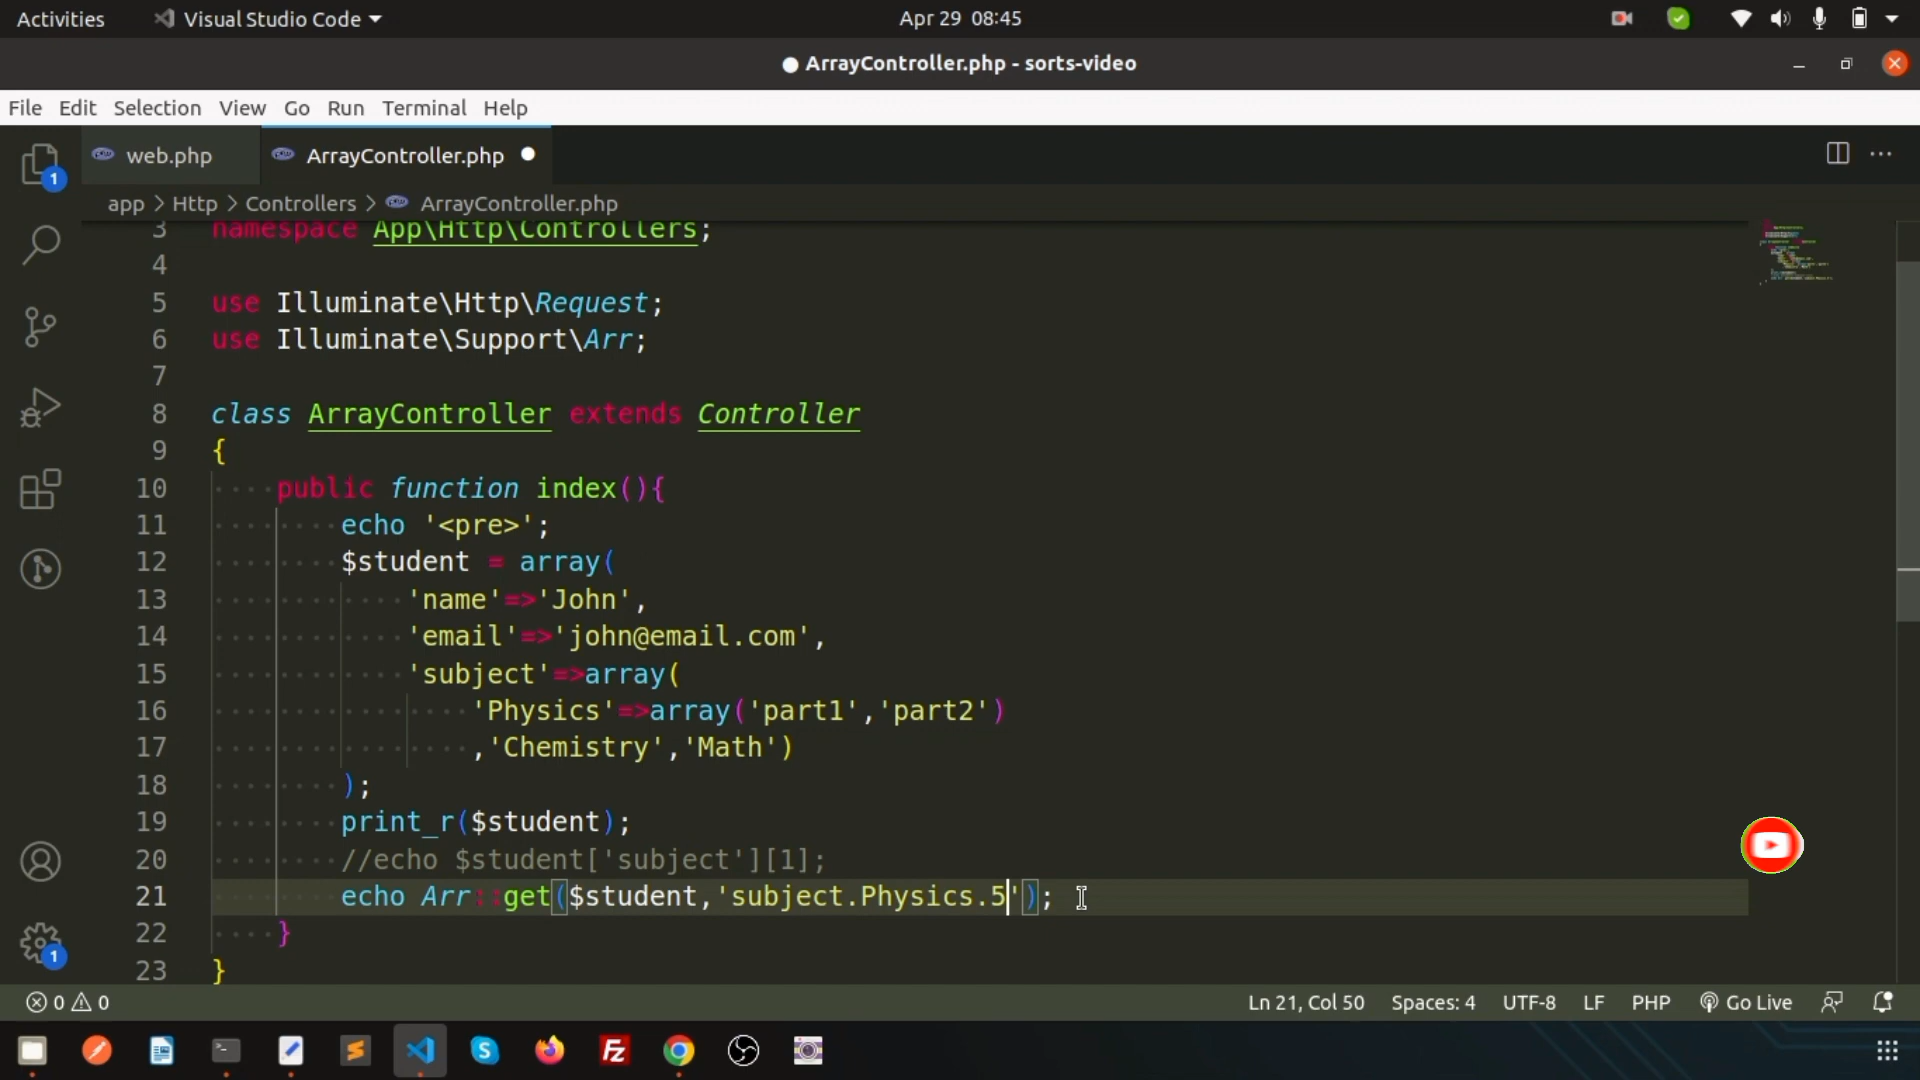 Activities Visual Studio Code Apr 29 08:45
ArrayController.php - sorts-video
File Edit Selection View Go Run Terminal Help
1 web.php ArrayController.php
app > Http > Controllers > ArrayController.php
3 namespace App\Http\Controllers;
4
5 use Illuminate\Http\Request;
6 use Illuminate\Support\Arr;
7
8 class ArrayController extends Controller
9 {
10 public function index(){
11 echo '<pre>';
12 $student = array(
13 'name'=>'John',
14 'email'=>'john@email.com',
15 'subject'=>array(
16 'Physics'=>array('part1','part2')
17 ,'Chemistry','Math')
18 );
19 print_r($student);
20 //echo $student['subject'][1];
21 echo Arr::get($student,'subject.Physics.5');
22 }
23 }
1
0 0 Ln 21, Col 50 Spaces: 4 UTF-8 LF PHP Go Live